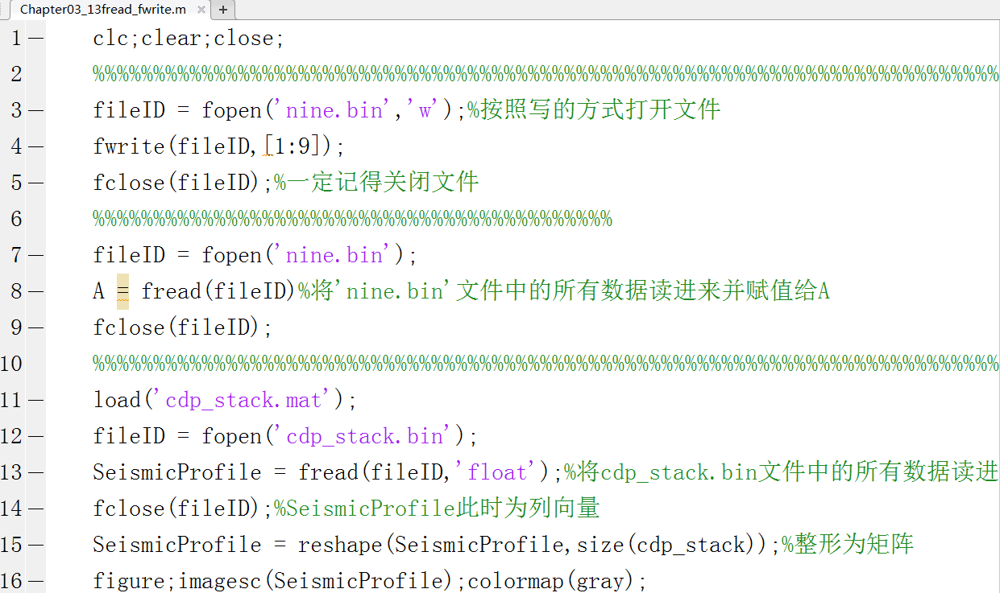 Chapter03_13fread_fwrite.m × +
1 — clc;clear;close;
2 %%%%%%%%%%%%%%%%%%%%%%%%%%%%%%%%%%%%%%%%%%%%%%%%%%%%%%%%%%%%%%%%%%%%%%%%%%%
3 — fileID = fopen('nine.bin','w');%按照写的方式打开文件
4 — fwrite(fileID,[1:9]);
5 — fclose(fileID);%一定记得关闭文件
6 %%%%%%%%%%%%%%%%%%%%%%%%%%%%%%%%%%%%%%%%%%%
7 — fileID = fopen('nine.bin');
8 — A = fread(fileID)%将'nine.bin'文件中的所有数据读进来并赋值给A
9 — fclose(fileID);
10 %%%%%%%%%%%%%%%%%%%%%%%%%%%%%%%%%%%%%%%%%%%%%%%%%%%%%%%%%%%%%%%%%%%%%%%%%%%
11 — load('cdp_stack.mat');
12 — fileID = fopen('cdp_stack.bin');
13 — SeismicProfile = fread(fileID,'float');%将cdp_stack.bin文件中的所有数据读进
14 — fclose(fileID);%SeismicProfile此时为列向量
15 — SeismicProfile = reshape(SeismicProfile,size(cdp_stack));%整形为矩阵
16 — figure;imagesc(SeismicProfile);colormap(gray);